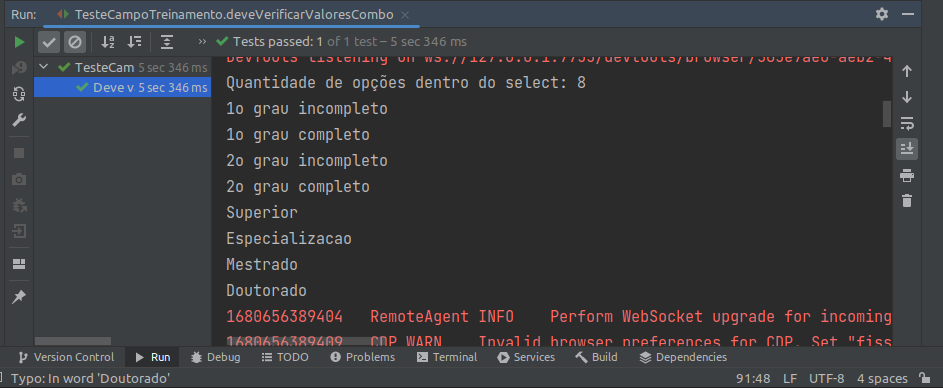 Run: TesteCampoTreinamento.deveVerificarValoresCombo
Tests passed: 1 of 1 test – 5 sec 346 ms
TesteCam 5 sec 346 ms
Deve v 5 sec 346 ms
DevTools listening on ws://127.0.0.1
Quantidade de opções dentro do select: 8
1o grau incompleto
1o grau completo
2o grau incompleto
2o grau completo
Superior
Especializacao
Mestrado
Doutorado
1680656389404 RemoteAgent INFO Perform WebSocket upgrade for incoming
1680656389409 CDP WARN Invalid browser preferences for CDP. Set "fiss
Version Control Run Debug TODO Problems Terminal Services Build Dependencies
Typo: In word 'Doutorado' 91:48 LF UTF-8 4 spaces